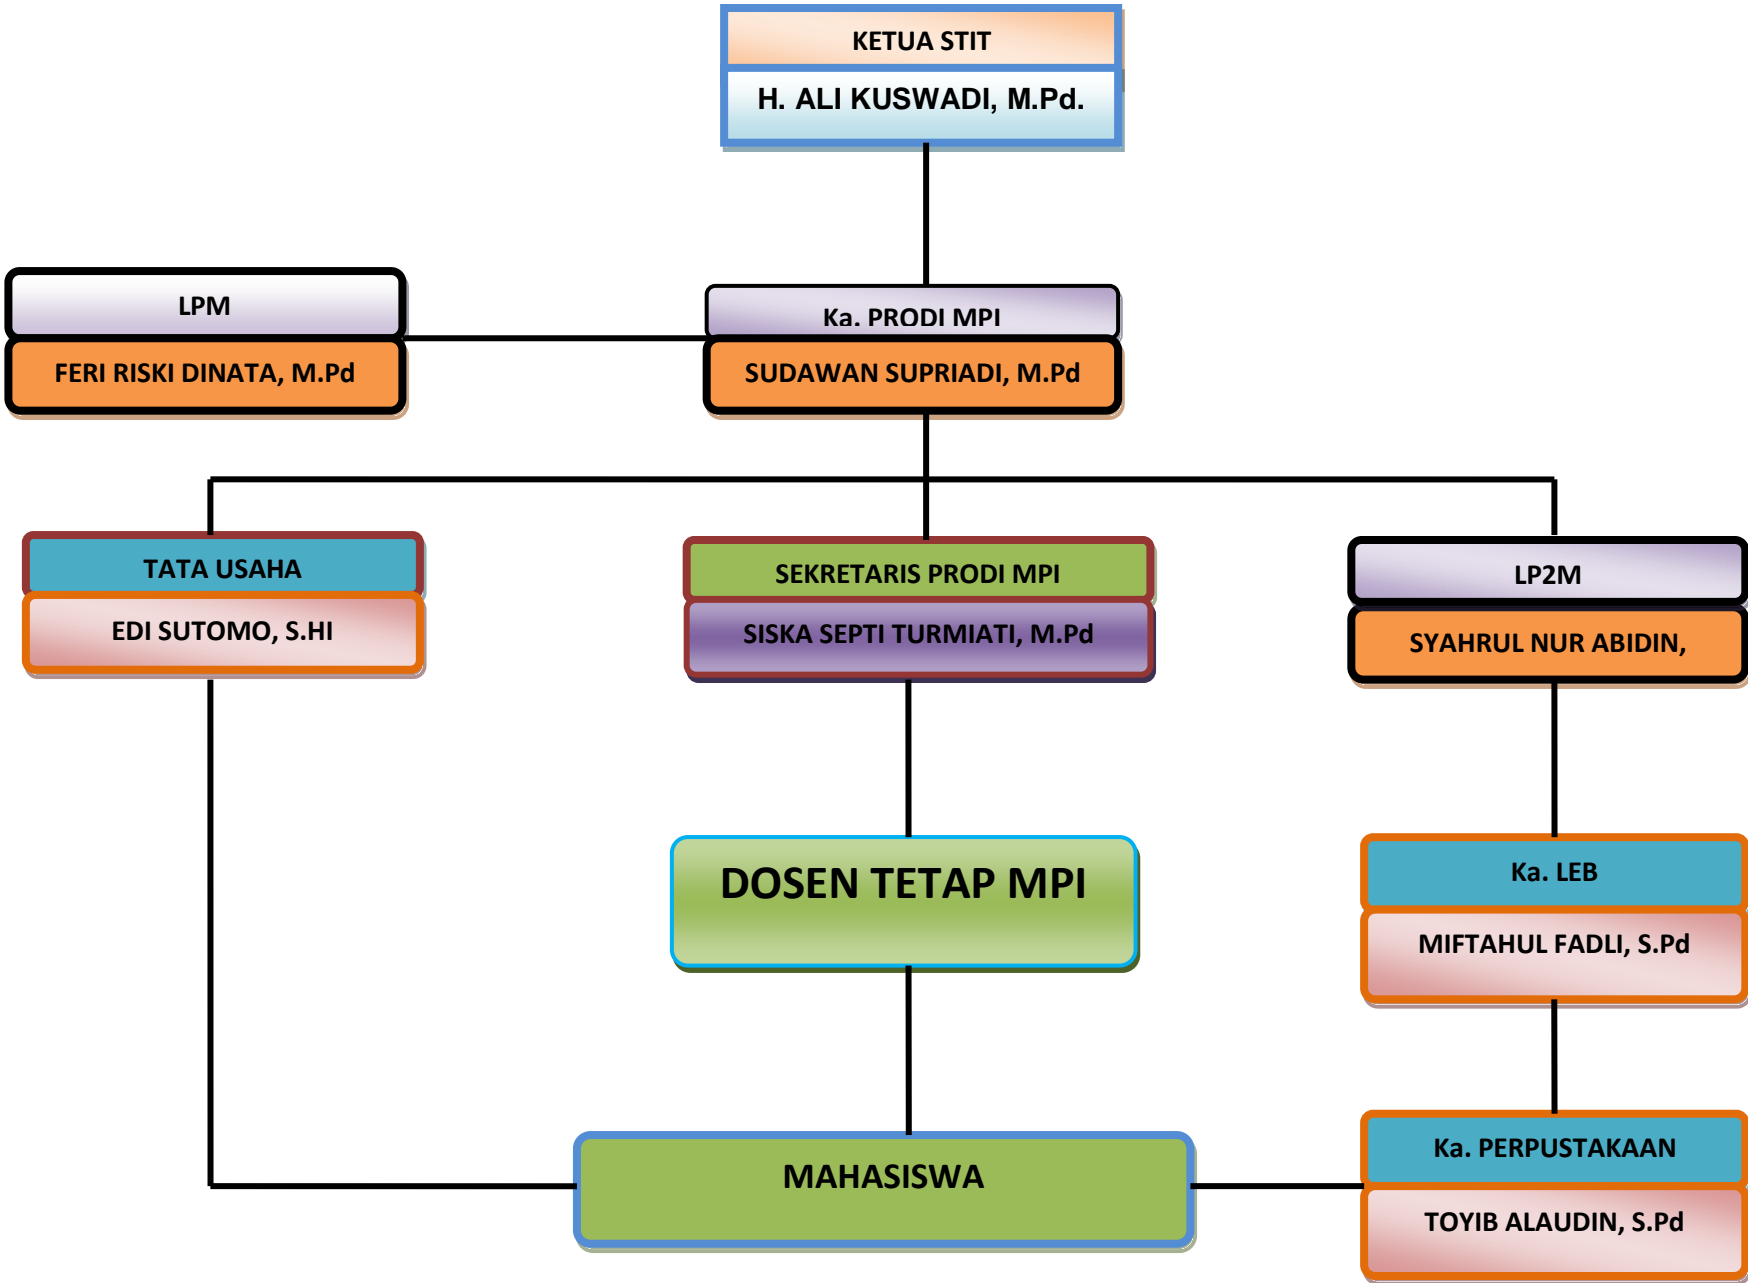 KETUA STIT
H. ALI KUSWADI, M.Pd.
LPM
FERI RISKI DINATA, M.Pd
Ka. PRODI MPI
SUDAWAN SUPRIADI, M.Pd
TATA USAHA
EDI SUTOMO, S.HI
SEKRETARIS PRODI MPI
SISKA SEPTI TURMIATI, M.Pd
LP2M
SYAHRUL NUR ABIDIN,
DOSEN TETAP MPI
Ka. LEB
MIFTAHUL FADLI, S.Pd
MAHASISWA
Ka. PERPUSTAKAAN
TOYIB ALAUDIN, S.Pd